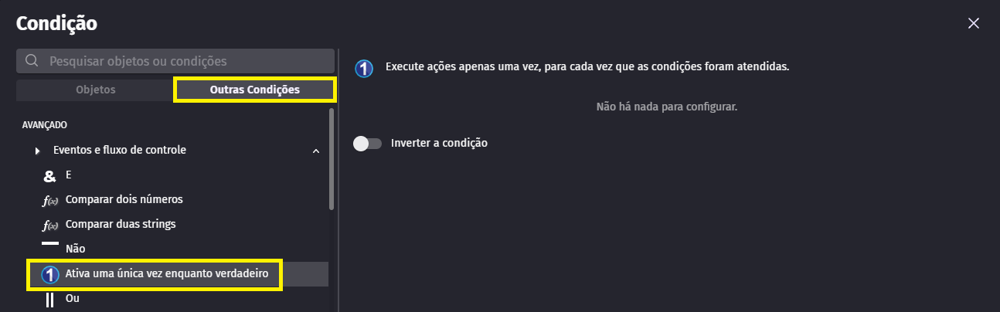 Condição
Pesquisar objetos ou condições
Objetos
Outras Condições
AVANÇADO
Eventos e fluxo de controle
& E
f(x) Comparar dois números
f(x) Comparar duas strings
Não
1 Ativa uma única vez enquanto verdadeiro
Ou
1 Execute ações apenas uma vez, para cada vez que as condições foram atendidas.
Não há nada para configurar.
Inverter a condição